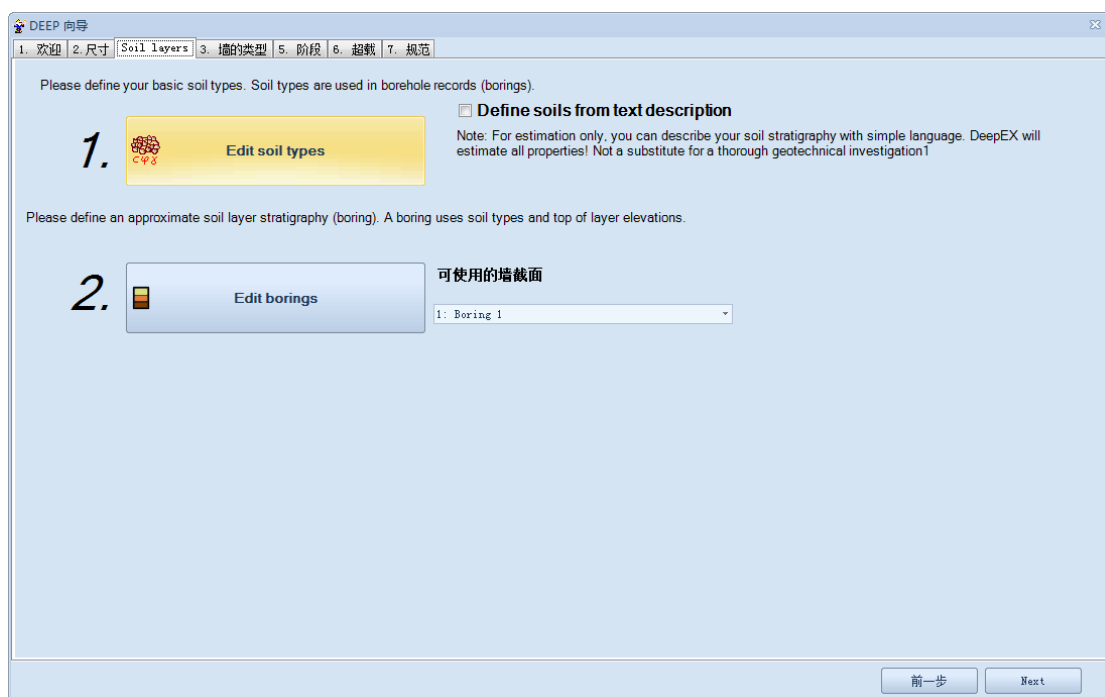 DEEP 向导
1. 欢迎 2.尺寸 Soil layers 3. 墙的类型 5. 阶段 6. 超载 7. 规范
Please define your basic soil types. Soil types are used in borehole records (borings).
Define soils from text description
1. cφγ Edit soil types
Note: For estimation only, you can describe your soil stratigraphy with simple language. DeepEX will
estimate all properties! Not a substitute for a thorough geotechnical investigation1
Please define an approximate soil layer stratigraphy (boring). A boring uses soil types and top of layer elevations.
2. Edit borings
可使用的墙截面
1: Boring 1
前一步 Next